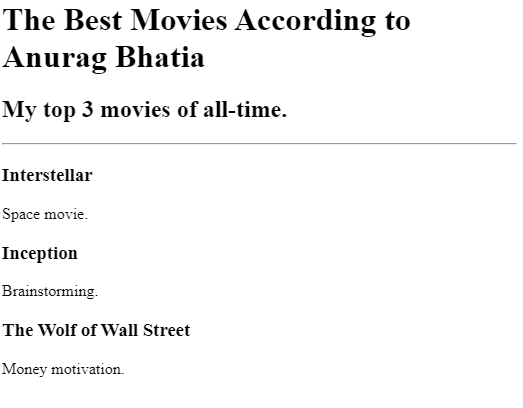 The Best Movies According to
Anurag Bhatia
My top 3 movies of all-time.
Interstellar
Space movie.
Inception
Brainstorming.
The Wolf of Wall Street
Money motivation.